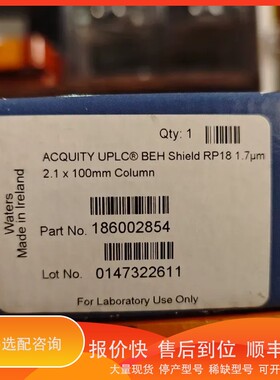 Qty: 1
ACQUITY UPLC® BEH Shield RP18 1.7µm
2.1 x 100mm Column
Waters
Made in Ireland
Part No. 186002854
Lot No. 0147322611
For Laboratory Use Only
选配咨询
报价快 售后到位 顺丰
大量现货 停产型号 稀缺型号 可开